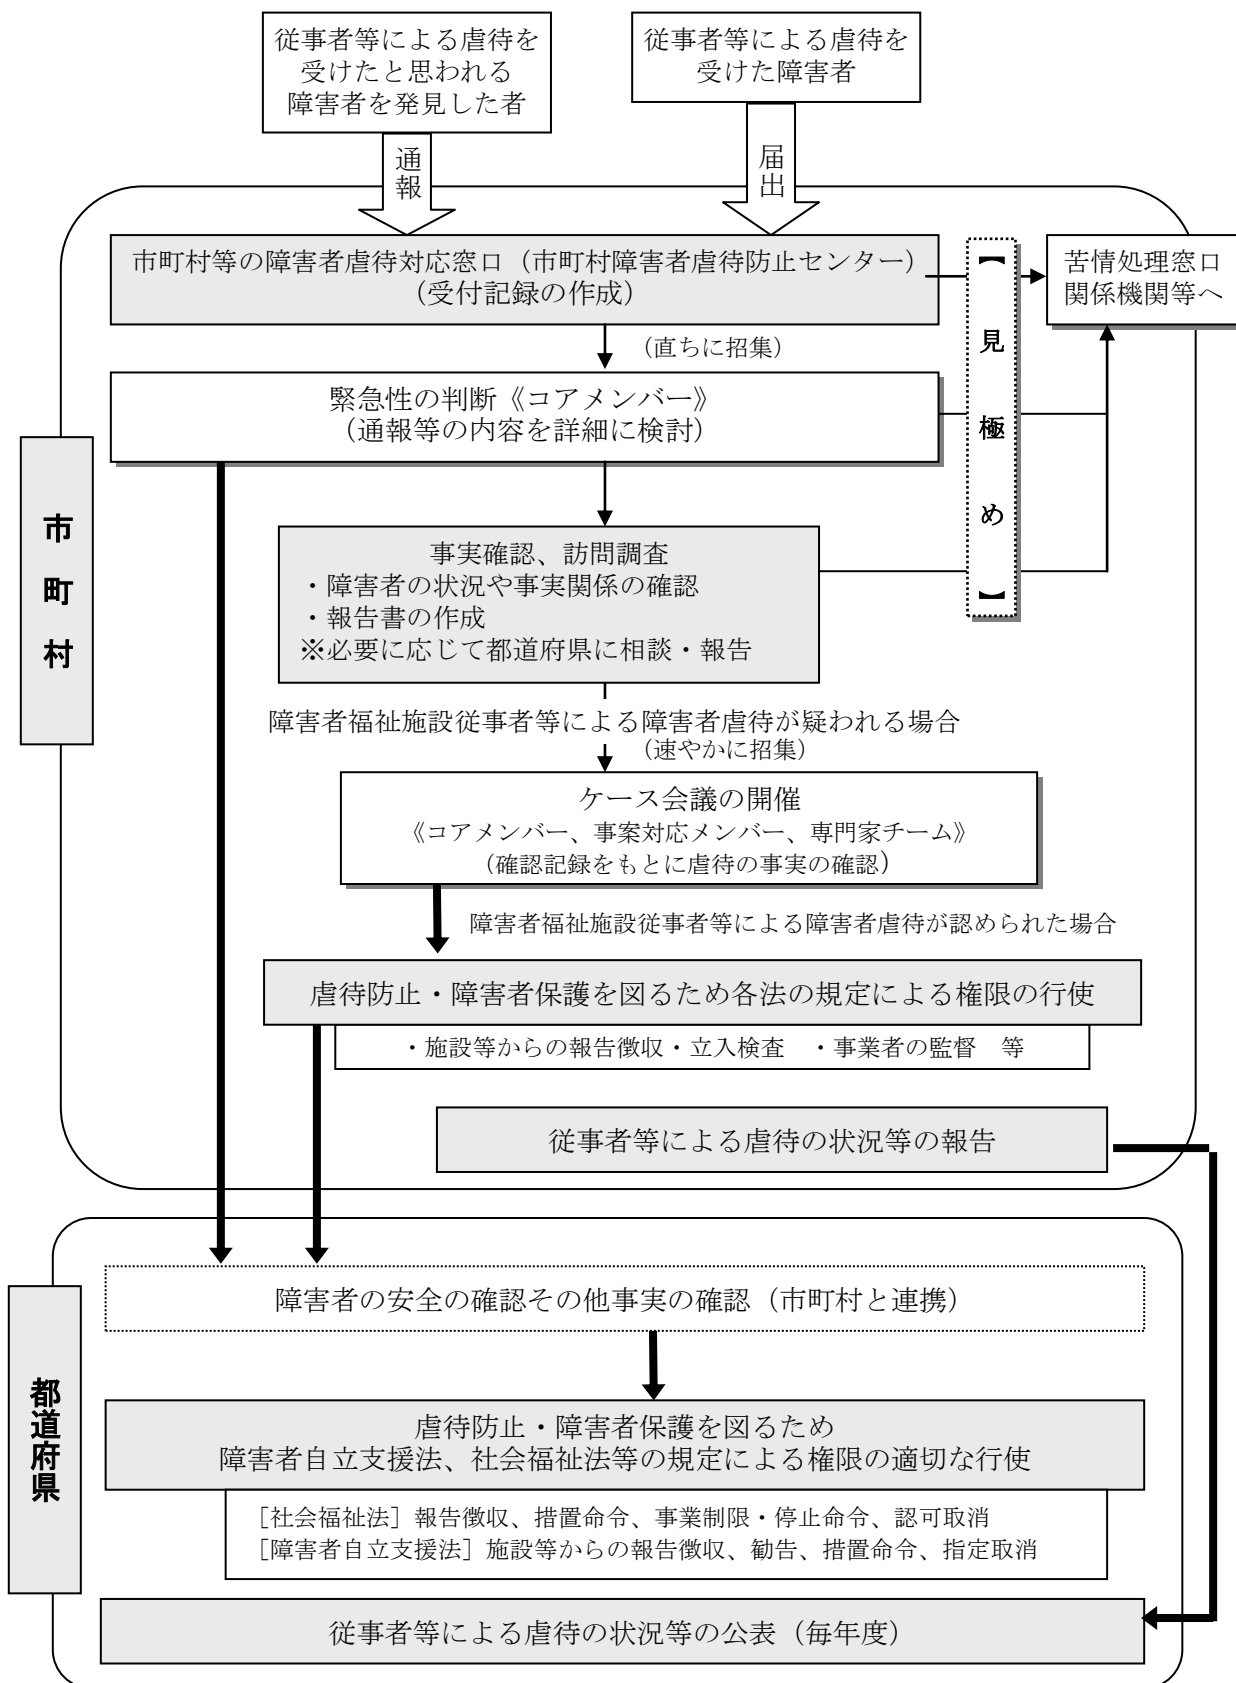 従事者等による虐待を
受けたと思われる
障害者を発見した者
従事者等による虐待を
受けた障害者
通報
届出
市町村等の障害者虐待対応窓口（市町村障害者虐待防止センター）
（受付記録の作成）
【見極め】
苦情処理窓口
関係機関等へ
（直ちに招集）
緊急性の判断《コアメンバー》
（通報等の内容を詳細に検討）
市町村
事実確認、訪問調査
・障害者の状況や事実関係の確認
・報告書の作成
※必要に応じて都道府県に相談・報告
障害者福祉施設従事者等による障害者虐待が疑われる場合
（速やかに招集）
ケース会議の開催
《コアメンバー、事案対応メンバー、専門家チーム》
（確認記録をもとに虐待の事実の確認）
障害者福祉施設従事者等による障害者虐待が認められた場合
虐待防止・障害者保護を図るため各法の規定による権限の行使
・施設等からの報告徴収・立入検査　・事業者の監督　等
従事者等による虐待の状況等の報告
都道府県
障害者の安全の確認その他事実の確認（市町村と連携）
虐待防止・障害者保護を図るため
障害者自立支援法、社会福祉法等の規定による権限の適切な行使
［社会福祉法］報告徴収、措置命令、事業制限・停止命令、認可取消
［障害者自立支援法］施設等からの報告徴収、勧告、措置命令、指定取消
従事者等による虐待の状況等の公表（毎年度）